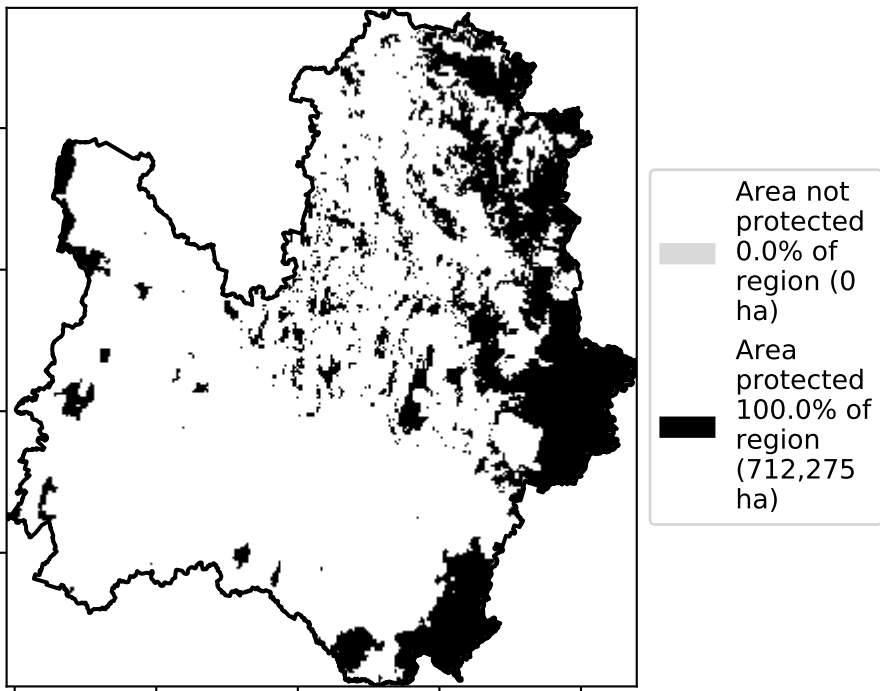 Area not
protected
0.0% of
region (0
ha)
Area
protected
100.0% of
region
(712,275
ha)